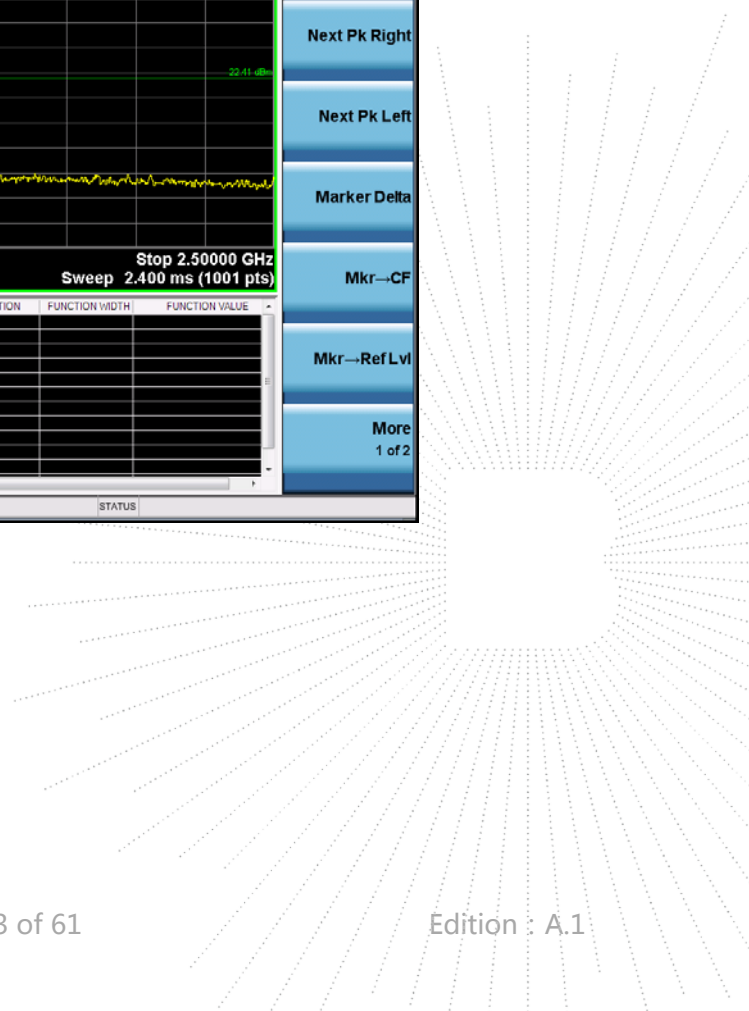 Next Pk Right
22.41 dBm
Next Pk Left
Marker Delta
Stop 2.50000 GHz
Sweep 2.400 ms (1001 pts)
Mkr→CF
TION FUNCTION WIDTH FUNCTION VALUE
Mkr→Ref Lvl
More
1 of 2
STATUS
3 of 61
Edition：A.1